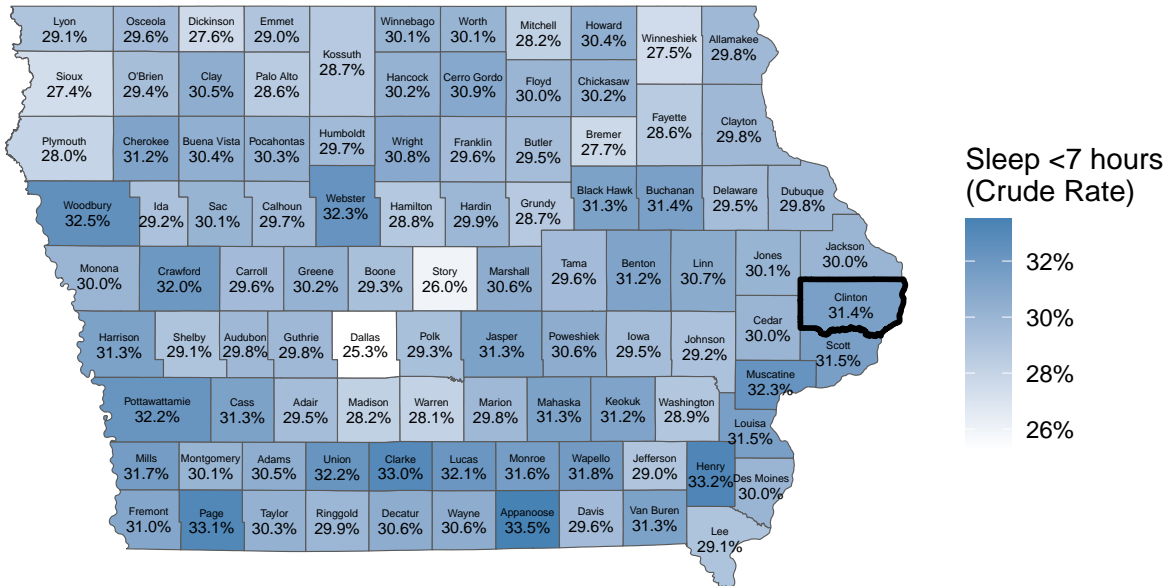 Lyon
29.1%
Osceola
29.6%
Dickinson
27.6%
Emmet
29.0%
Kossuth
28.7%
Winnebago
30.1%
Worth
30.1%
Mitchell
28.2%
Howard
30.4%
Winneshiek
27.5%
Allamakee
29.8%
Sioux
27.4%
O'Brien
29.4%
Clay
30.5%
Palo Alto
28.6%
Hancock
30.2%
Cerro Gordo
30.9%
Floyd
30.0%
Chickasaw
30.2%
Fayette
28.6%
Clayton
29.8%
Plymouth
28.0%
Cherokee
31.2%
Buena Vista
30.4%
Pocahontas
30.3%
Humboldt
29.7%
Wright
30.8%
Franklin
29.6%
Butler
29.5%
Bremer
27.7%
Woodbury
32.5%
Ida
29.2%
Sac
30.1%
Calhoun
29.7%
Webster
32.3%
Hamilton
28.8%
Hardin
29.9%
Grundy
28.7%
Black Hawk
31.3%
Buchanan
31.4%
Delaware
29.5%
Dubuque
29.8%
Monona
30.0%
Crawford
32.0%
Carroll
29.6%
Greene
30.2%
Boone
29.3%
Story
26.0%
Marshall
30.6%
Tama
29.6%
Benton
31.2%
Linn
30.7%
Jones
30.1%
Jackson
30.0%
Clinton
31.4%
Cedar
30.0%
Scott
31.5%
Harrison
31.3%
Shelby
29.1%
Audubon
29.8%
Guthrie
29.8%
Dallas
25.3%
Polk
29.3%
Jasper
31.3%
Poweshiek
30.6%
Iowa
29.5%
Johnson
29.2%
Muscatine
32.3%
Pottawattamie
32.2%
Cass
31.3%
Adair
29.5%
Madison
28.2%
Warren
28.1%
Marion
29.8%
Mahaska
31.3%
Keokuk
31.2%
Washington
28.9%
Louisa
31.5%
Mills
31.7%
Montgomery
30.1%
Adams
30.5%
Union
32.2%
Clarke
33.0%
Lucas
32.1%
Monroe
31.6%
Wapello
31.8%
Jefferson
29.0%
Henry
33.2%
Des Moines
30.0%
Fremont
31.0%
Page
33.1%
Taylor
30.3%
Ringgold
29.9%
Decatur
30.6%
Wayne
30.6%
Appanoose
33.5%
Davis
29.6%
Van Buren
31.3%
Lee
29.1%
Sleep <7 hours
(Crude Rate)
32%
30%
28%
26%